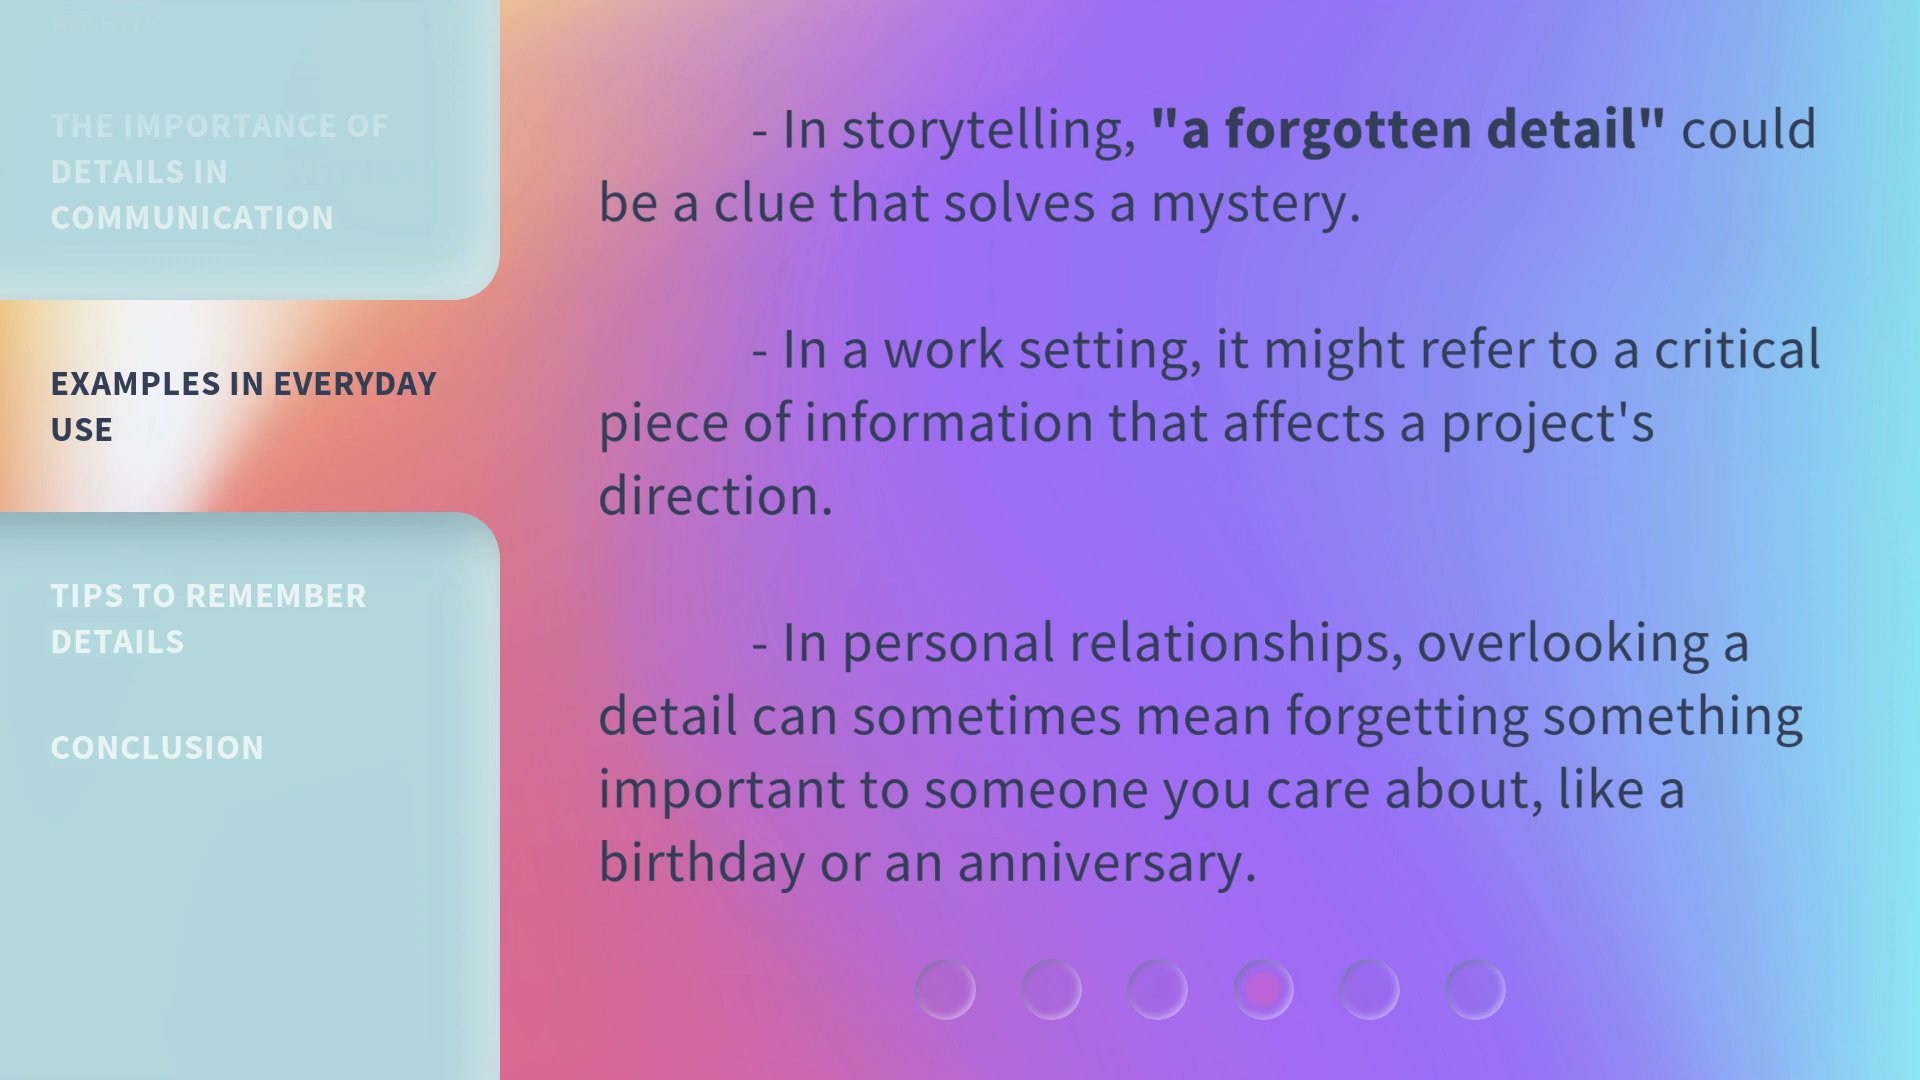 THE IMPORTANCE OF
DETAILS IN
COMMUNICATION
EXAMPLES IN EVERYDAY
USE
TIPS TO REMEMBER
DETAILS
CONCLUSION
- In storytelling, "a forgotten detail" could
be a clue that solves a mystery.
- In a work setting, it might refer to a critical
piece of information that affects a project's
direction.
- In personal relationships, overlooking a
detail can sometimes mean forgetting something
important to someone you care about, like a
birthday or an anniversary.